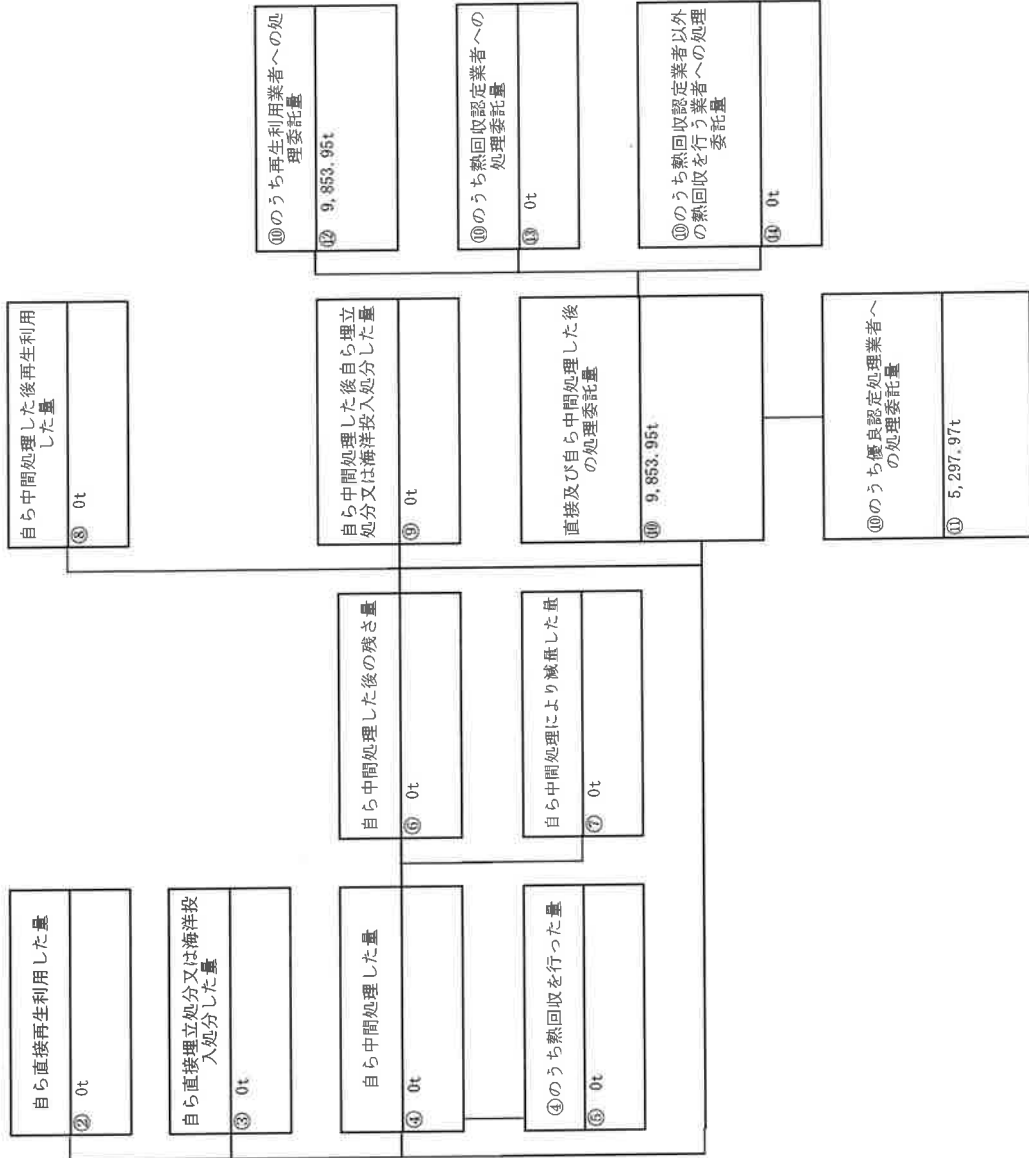 自ら直接再生利用した量
② 0t
自ら直接埋立処分又は海洋投
入処分した量
③ 0t
自ら中間処理した量
④ 0t
④のうち熱回収を行った量
⑤ 0t
自ら中間処理した後の残さ量
⑥ 0t
自ら中間処理により減量した量
⑦ 0t
自ら中間処理した後再生利用
した量
⑧ 0t
自ら中間処理した後自ら埋立
処分又は海洋投入処分した量
⑨ 0t
直接及び自ら中間処理した後
の処理委託量
⑩ 9,853.95t
⑩のうち優良認定処理業者へ
の処理委託量
⑪ 5,297.97t
⑩のうち再生利用業者への処
理委託量
⑫ 9,853.95t
⑩のうち熱回収認定業者への
処理委託量
⑬ 0t
⑩のうち熱回収認定業者以外
の熱回収を行う業者への処理
委託量
⑭ 0t